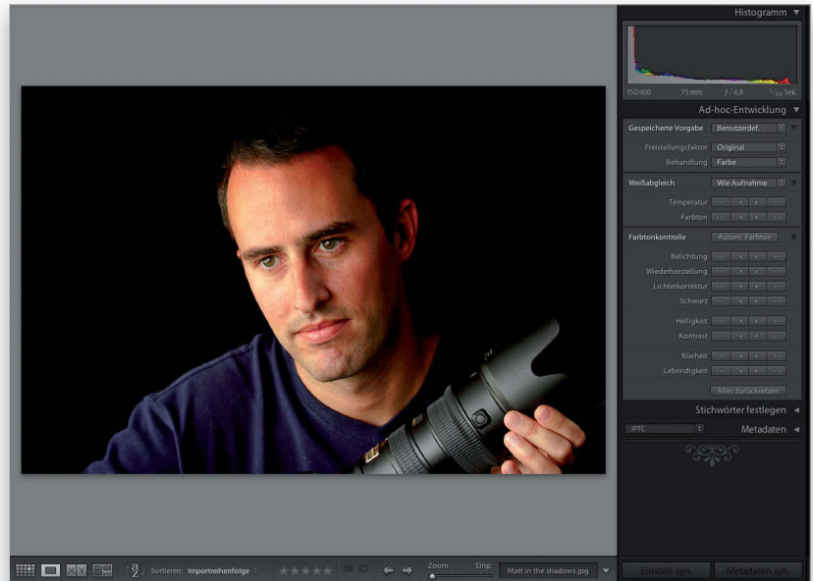 Histogramm
ISO 400 75 mm f / 4,8 Sek.
Ad-hoc-Entwicklung
Gespeicherte Vorgabe Benutzerdef.
Freistellungsfaktor Original
Behandlung Farbe
Weißabgleich Wie Aufnahme
Temperatur
Farbton
Farbtonkontrolle Autom. Farbton
Belichtung
Wiederherstellung
Lichterkorrektur
Schwarz
Helligkeit
Kontrast
Klarheit
Lebendigkeit
Alles zurücksetzen
Stichwörter festlegen
IPTC Metadaten
XY Sortieren: Importreihenfolge Zoom Einp. Matt in the shadows.jpg
Einstell syn. Metadaten syn.